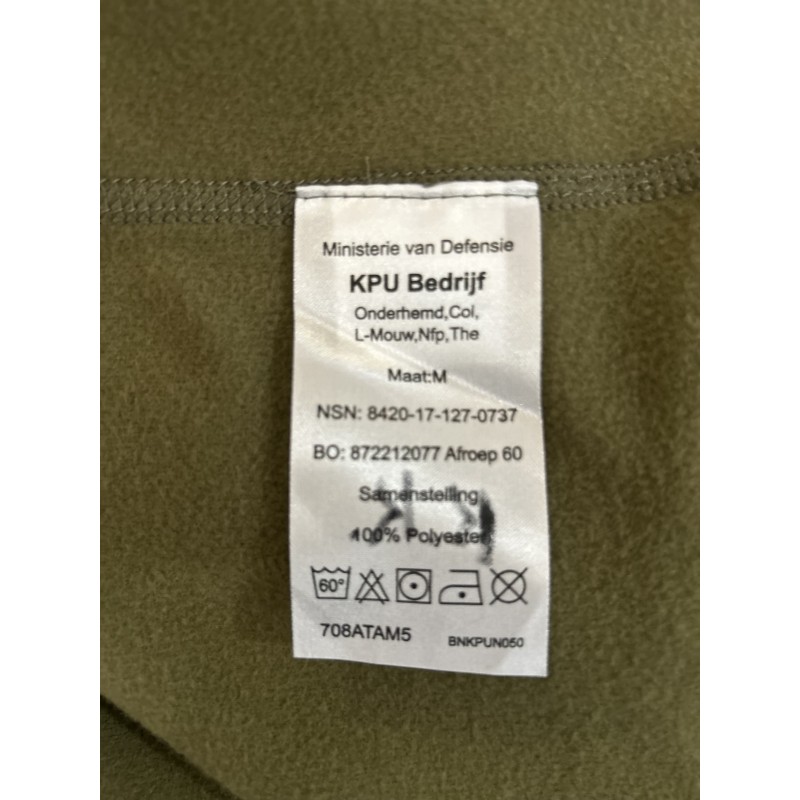 Ministerie van Defensie
KPU Bedrijf
Onderhemd,Col,
L-Mouw,Nfp,The
Maat:M
NSN: 8420-17-127-0737
BO: 872212077 Afroep 60
Samenstelling
100% Polyester
60°
708ATAM5
BNKPUN050